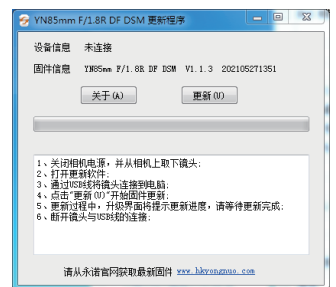 YN85mm F/1.8R DF DSM 更新程序
设备信息 未连接
固件信息 YN85mm F/1.8R DF DSM V1.1.3 202105271351
关于(A) 更新(U)
1、关闭相机电源，并从相机上取下镜头;
2、打开更新软件;
3、通过USB线将镜头连接到电脑;
4、点击"更新(U)"开始固件更新;
5、更新过程中，升级界面将提示更新进度，请等待更新完成;
6、断开镜头与USB线的连接;
请从永诺官网获取最新固件 www.hkyongnuo.com